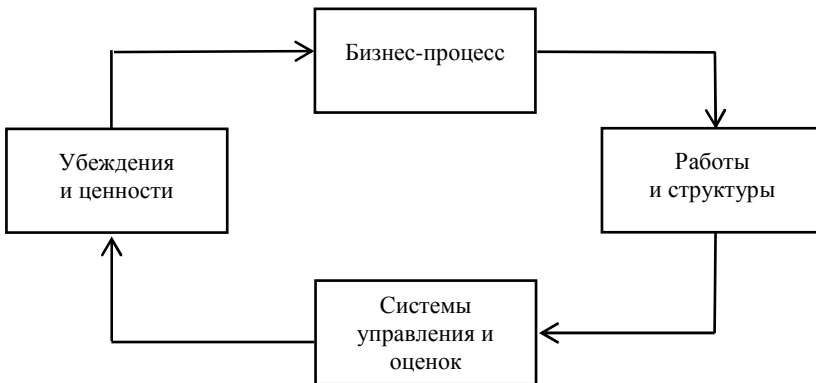 Бизнес-процесс
Убеждения
и ценности
Работы
и структуры
Системы
управления и
оценок